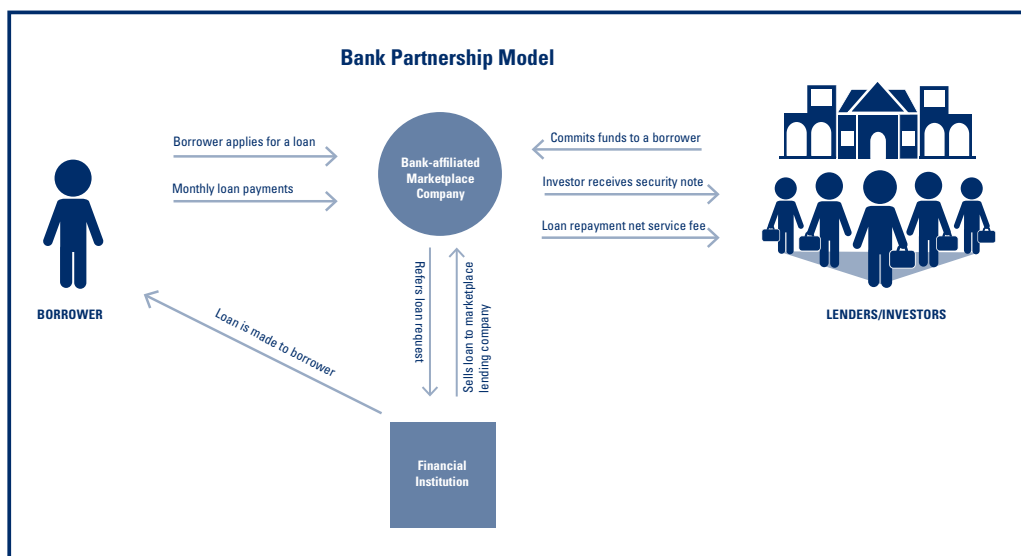 Bank Partnership Model
Borrower applies for a loan
Monthly loan payments
Bank-affiliated
Marketplace
Company
Commits funds to a borrower
Investor receives security note
Loan repayment net service fee
BORROWER
LENDERS/INVESTORS
Loan is made to borrower
Refers loan request
Sells loan to marketplace
lending company
Financial
Institution